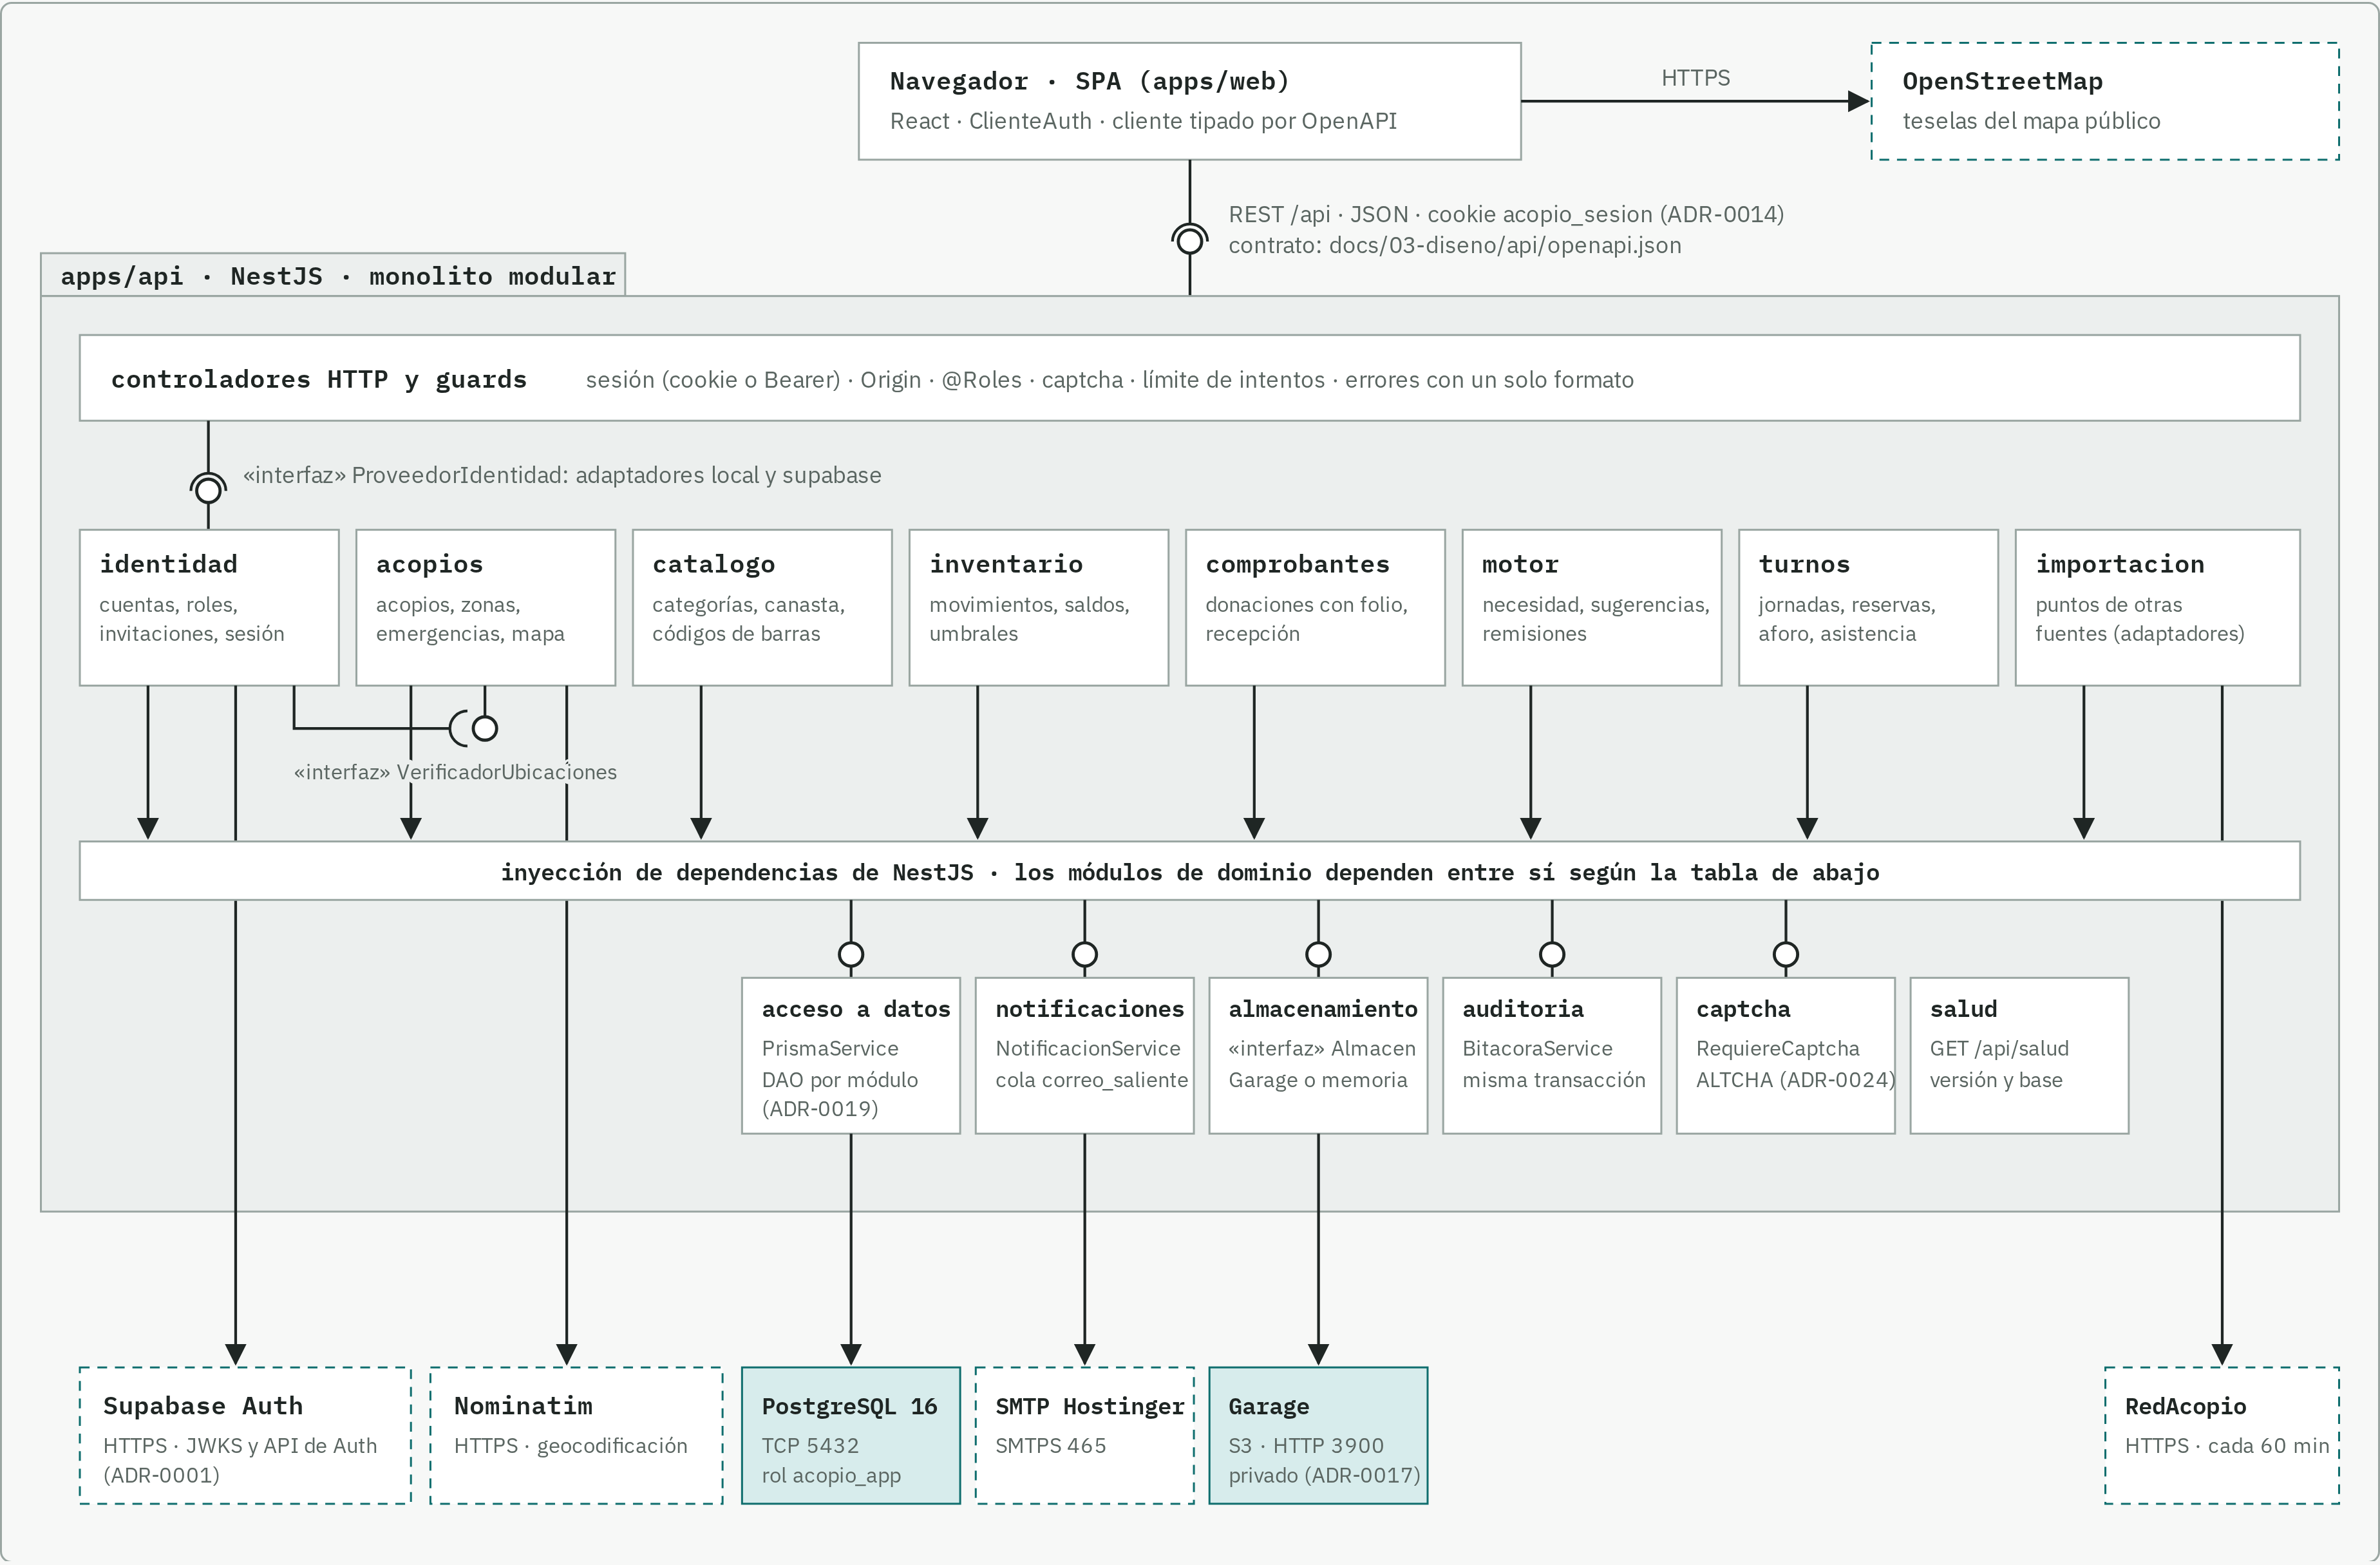 Navegador · SPA (apps/web)
React · ClienteAuth · cliente tipado por OpenAPI
HTTPS
OpenStreetMap
teselas del mapa público
REST /api · JSON · cookie acopio_sesion (ADR-0014)
contrato: docs/03-diseno/api/openapi.json
apps/api · NestJS · monolito modular
controladores HTTP y guards
sesión (cookie o Bearer) · Origin · @Roles · captcha · límite de intentos · errores con un solo formato
«interfaz» ProveedorIdentidad: adaptadores local y supabase
identidad
cuentas, roles,
invitaciones, sesión
acopios
acopios, zonas,
emergencias, mapa
catalogo
categorías, canasta,
códigos de barras
inventario
movimientos, saldos,
umbrales
comprobantes
donaciones con folio,
recepción
motor
necesidad, sugerencias,
remisiones
turnos
jornadas, reservas,
aforo, asistencia
importacion
puntos de otras
fuentes (adaptadores)
«interfaz» VerificadorUbicaciones
inyección de dependencias de NestJS · los módulos de dominio dependen entre sí según la tabla de abajo
acceso a datos
PrismaService
DAO por módulo
(ADR-0019)
notificaciones
NotificacionService
cola correo_saliente
almacenamiento
«interfaz» Almacen
Garage o memoria
auditoria
BitacoraService
misma transacción
captcha
RequiereCaptcha
ALTCHA (ADR-0024)
salud
GET /api/salud
versión y base
Supabase Auth
HTTPS · JWKS y API de Auth
(ADR-0001)
Nominatim
HTTPS · geocodificación
PostgreSQL 16
TCP 5432
rol acopio_app
SMTP Hostinger
SMTPS 465
Garage
S3 · HTTP 3900
privado (ADR-0017)
RedAcopio
HTTPS · cada 60 min